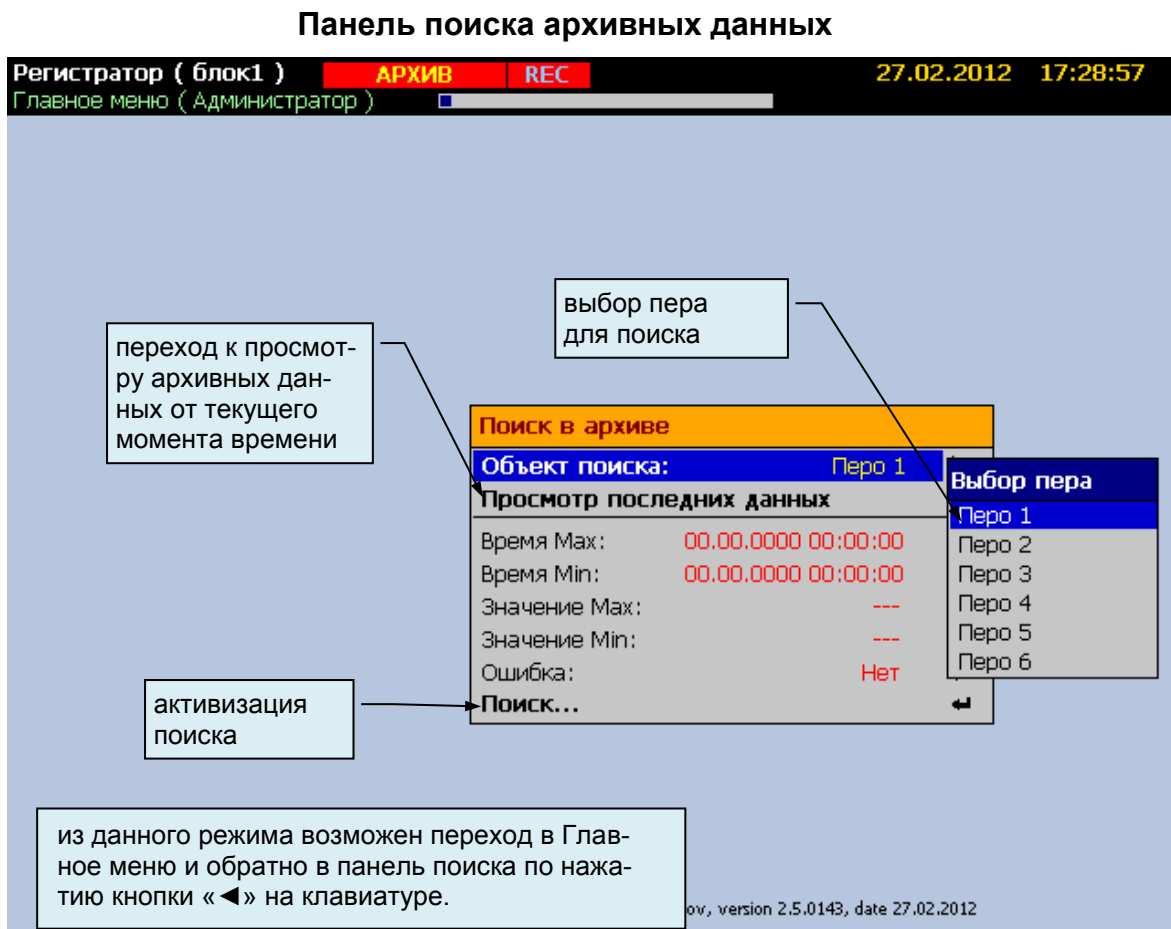 Панель поиска архивных данных
Регистратор ( блок1 ) АРХИВ REC 27.02.2012 17:28:57
Главное меню ( Администратор )
выбор пера
для поиска
переход к просмот-
ру архивных дан-
ных от текущего
момента времени
Поиск в архиве
Объект поиска: Перо 1
Просмотр последних данных
Время Max: 00.00.0000 00:00:00
Время Min: 00.00.0000 00:00:00
Значение Max: ---
Значение Min: ---
Ошибка: Нет
Поиск...
Выбор пера
Перо 1
Перо 2
Перо 3
Перо 4
Перо 5
Перо 6
активизация
поиска
из данного режима возможен переход в Глав-
ное меню и обратно в панель поиска по нажа-
тию кнопки «◄» на клавиатуре.
ov, version 2.5.0143, date 27.02.2012